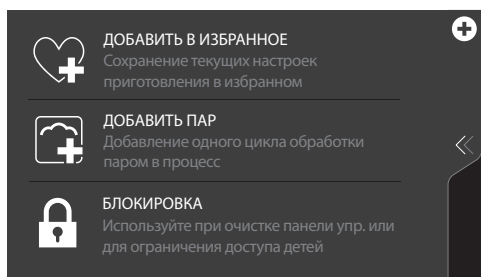 ДОБАВИТЬ В ИЗБРАННОЕ
Сохранение текущих настроек
приготовления в избранном
ДОБАВИТЬ ПАР
Добавление одного цикла обработки
паром в процесс
БЛОКИРОВКА
Используйте при очистке панели упр. или
для ограничения доступа детей